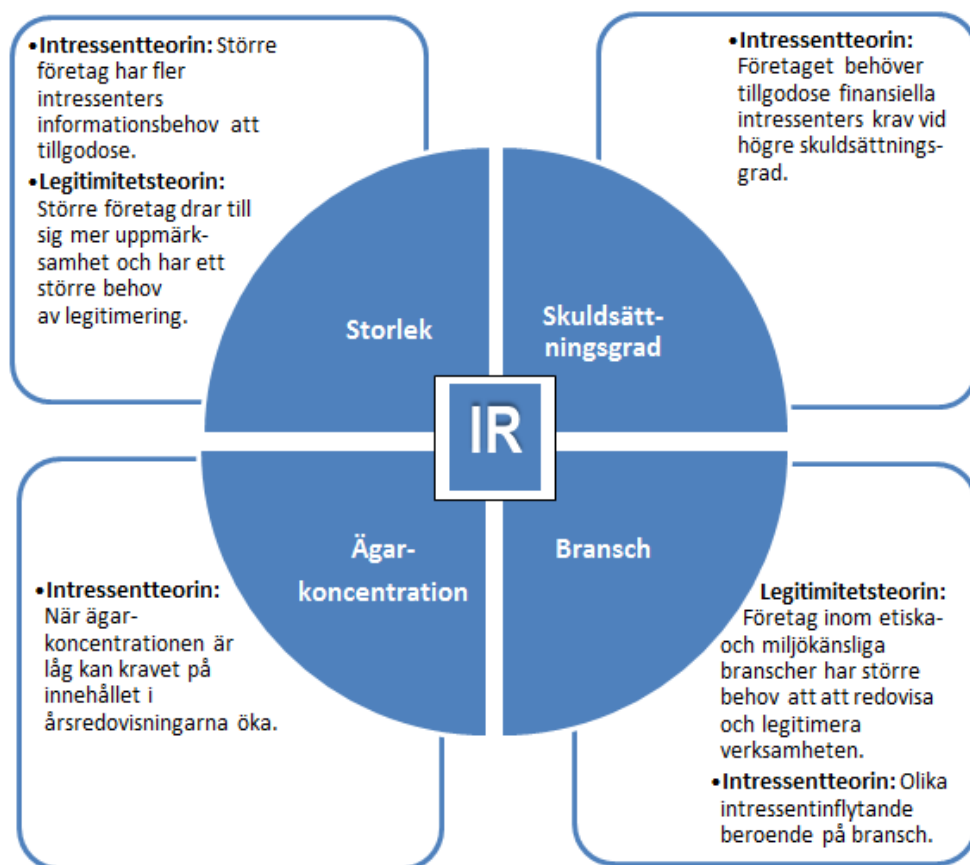 •Intressentteorin: Större
företag har fler
intressenters
informationsbehov att
tillgodose.
•Legitimitetsteorin:
Större företag drar till
sig mer uppmärk-
samhet och har ett
större behov
av legitimering.
•Intressentteorin:
Företaget behöver
tillgodose finansiella
intressenters krav vid
högre skuldsättnings-
grad.
Storlek
Skuldsätt-
ningsgrad
IR
Ägar-
koncentration
Bransch
•Intressentteorin:
När ägar-
koncentrationen är
låg kan kravet på
innehållet i
årsredovisningarna öka.
Legitimitetsteorin:
Företag inom etiska-
och miljökänsliga
branscher har större
behov att att redovisa
och legitimera
verksamheten.
•Intressentteorin: Olika
intressentinflytande
beroende på bransch.